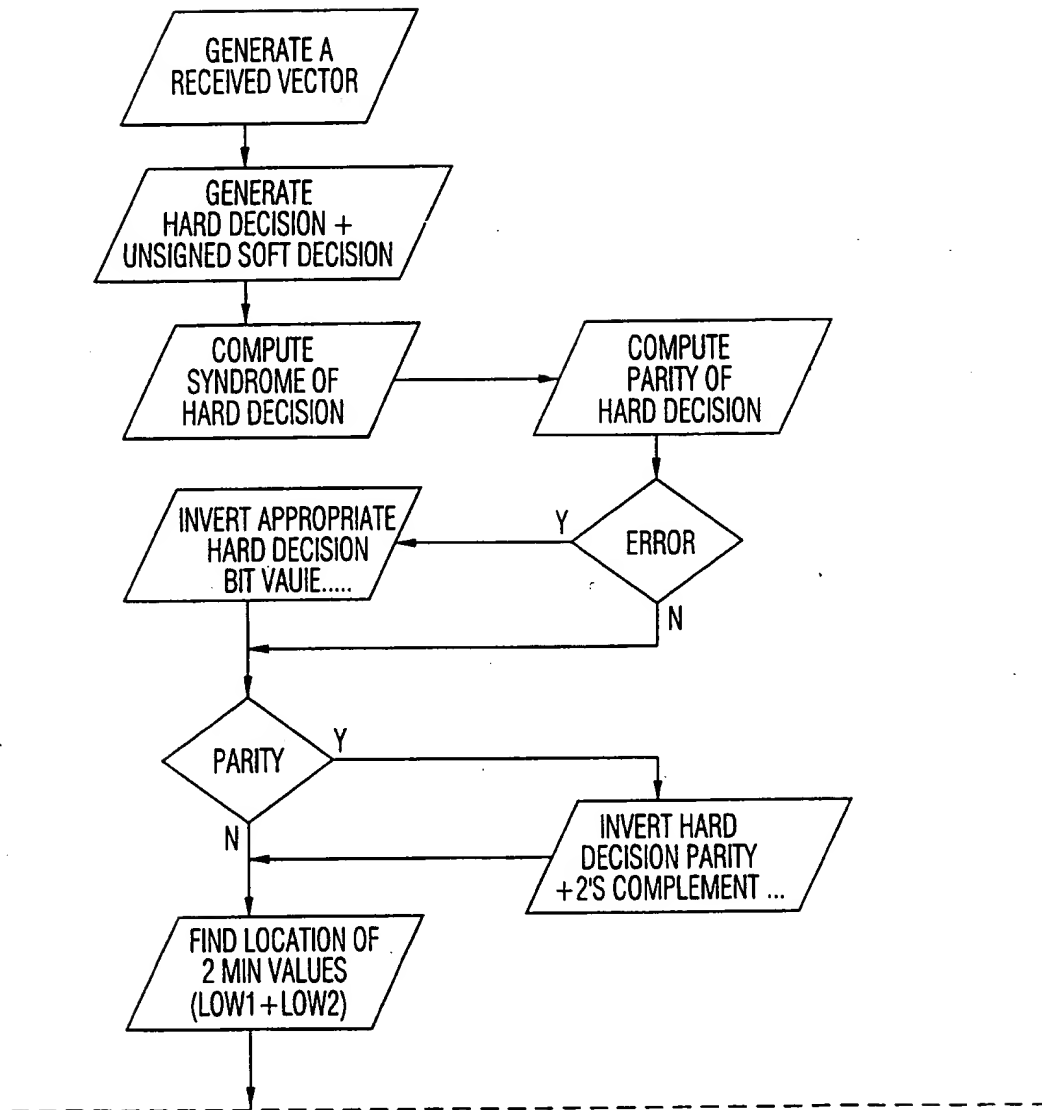 GENERATE A
RECEIVED VECTOR
GENERATE
HARD DECISION +
UNSIGNED SOFT DECISION
COMPUTE
SYNDROME OF
HARD DECISION
COMPUTE
PARITY OF
HARD DECISION
ERROR
Y
N
INVERT APPROPRIATE
HARD DECISION
BIT VAUIE.....
PARITY
Y
N
INVERT HARD
DECISION PARITY
+2'S COMPLEMENT ...
FIND LOCATION OF
2 MIN VALUES
(LOW1+LOW2)